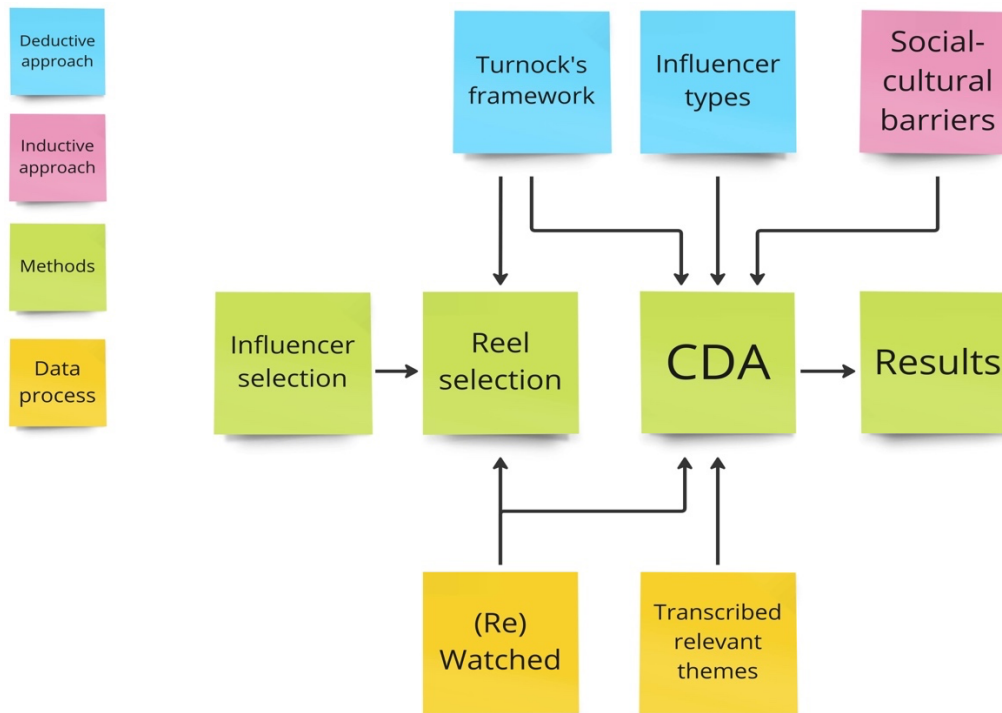 Deductive
approach
Inductive
approach
Methods
Data
process
Turnock's
framework
Influencer
types
Social-
cultural
barriers
Influencer
selection
Reel
selection
CDA
Results
(Re)
Watched
Transcribed
relevant
themes